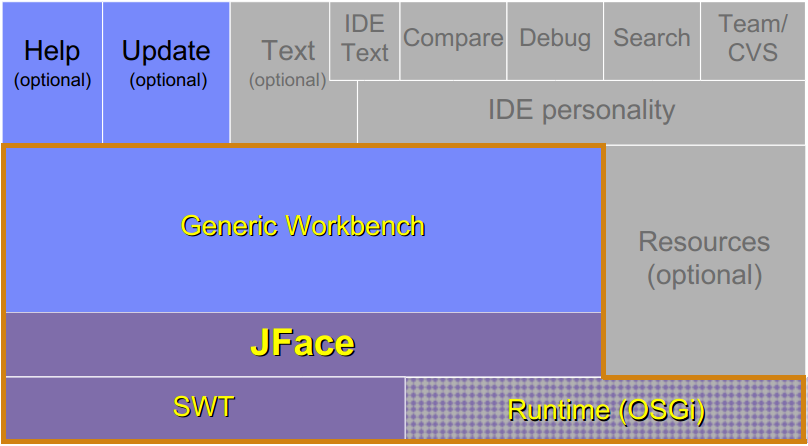 Help
(optional)
Update
(optional)
Text
(optional)
IDE
Text
Compare
Debug
Search
Team/
CVS
IDE personality
Generic Workbench
Resources
(optional)
JFace
SWT
Runtime (OSGi)